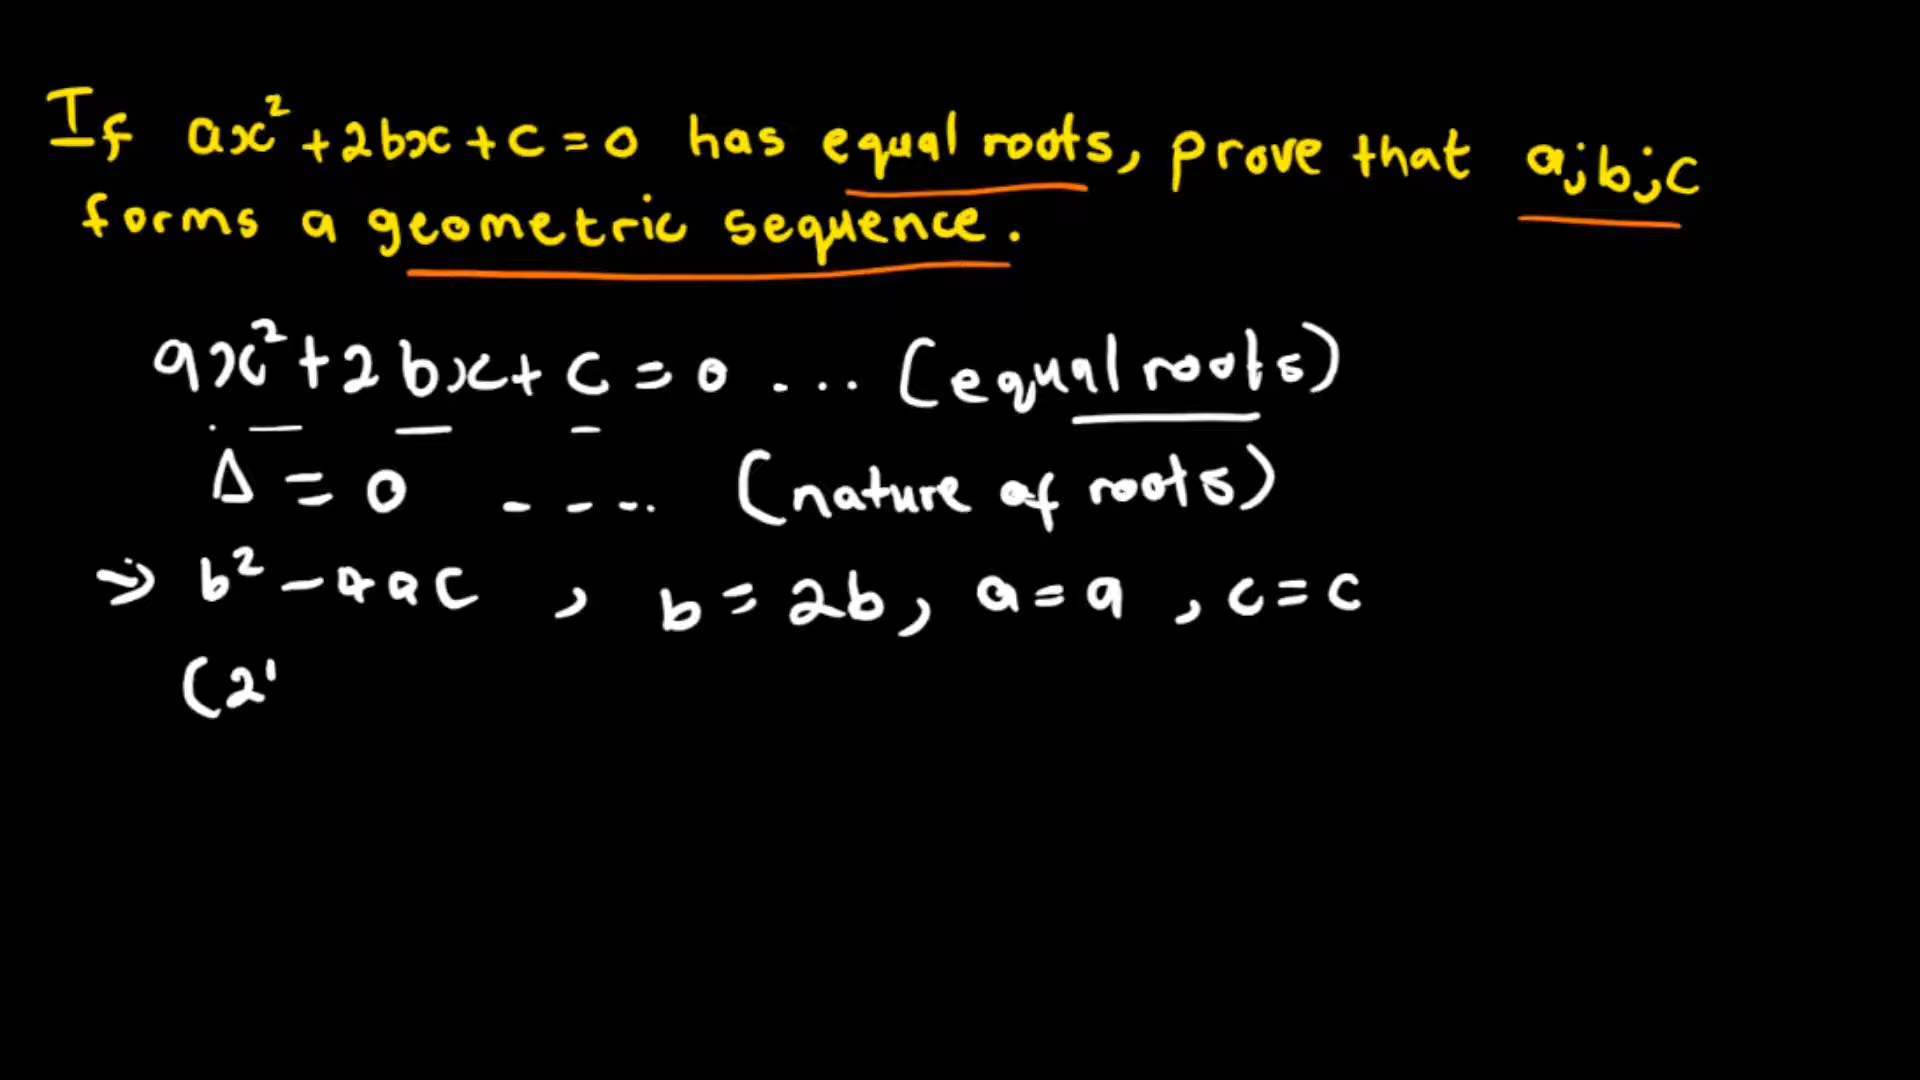 If ax² + 2bx + c = 0 has equal roots, prove that a;b;c
forms a geometric sequence.
ax² + 2bx + c = 0 ... (equal roots)
Δ = 0 .... (nature of roots)
⇒ b² - 4ac , b = 2b, a = a , c = c
(2